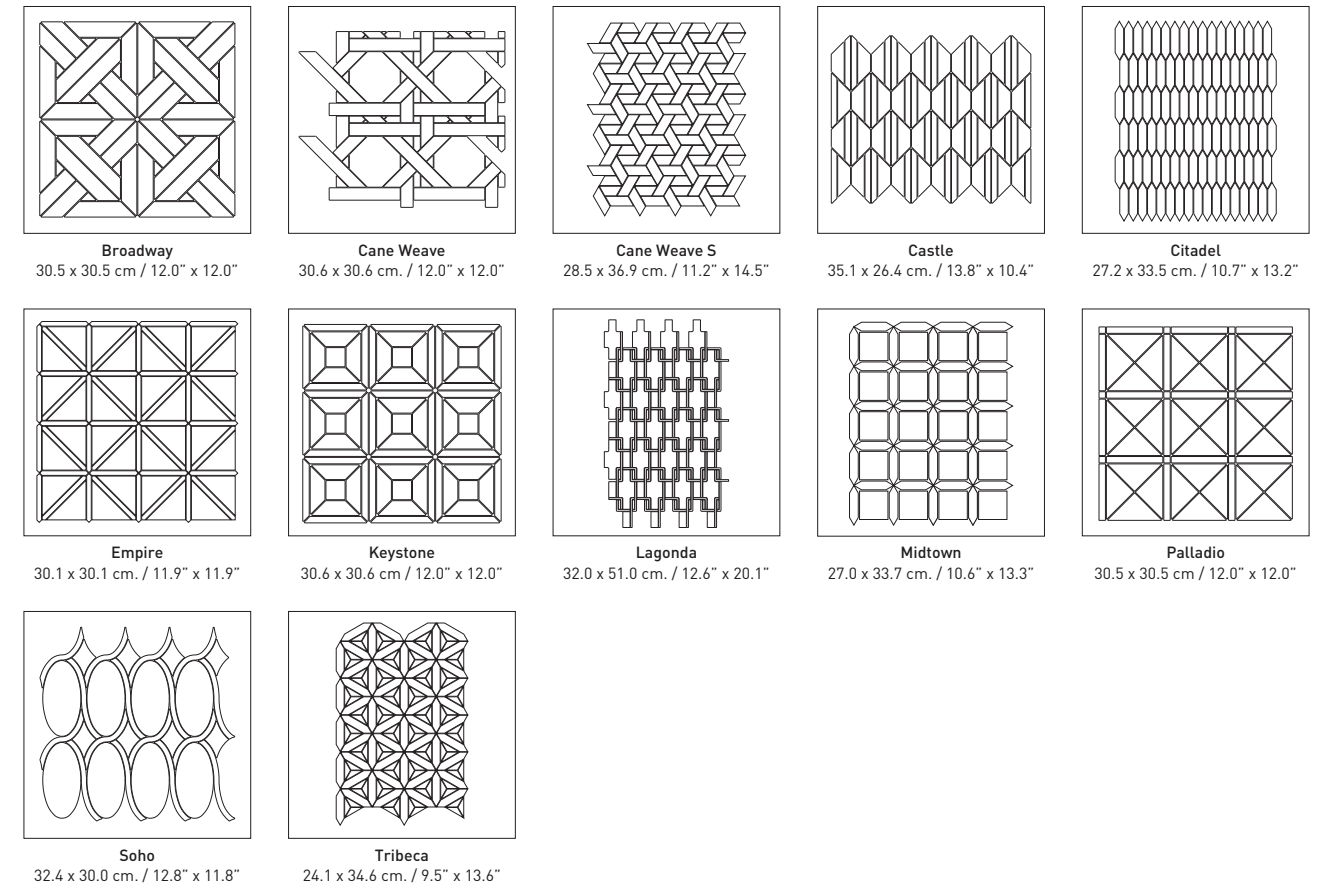 Broadway
30.5 x 30.5 cm / 12.0” x 12.0”
Cane Weave
30.6 x 30.6 cm. / 12.0” x 12.0”
Cane Weave S
28.5 x 36.9 cm. / 11.2” x 14.5”
Castle
35.1 x 26.4 cm. / 13.8” x 10.4”
Citadel
27.2 x 33.5 cm. / 10.7” x 13.2”
Empire
30.1 x 30.1 cm. / 11.9” x 11.9”
Keystone
30.6 x 30.6 cm. / 12.0” x 12.0”
Lagonda
32.0 x 51.0 cm. / 12.6” x 20.1”
Midtown
27.0 x 33.7 cm. / 10.6” x 13.3”
Palladio
30.5 x 30.5 cm / 12.0” x 12.0”
Soho
32.4 x 30.0 cm. / 12.8” x 11.8”
Tribeca
24.1 x 34.6 cm. / 9.5” x 13.6”